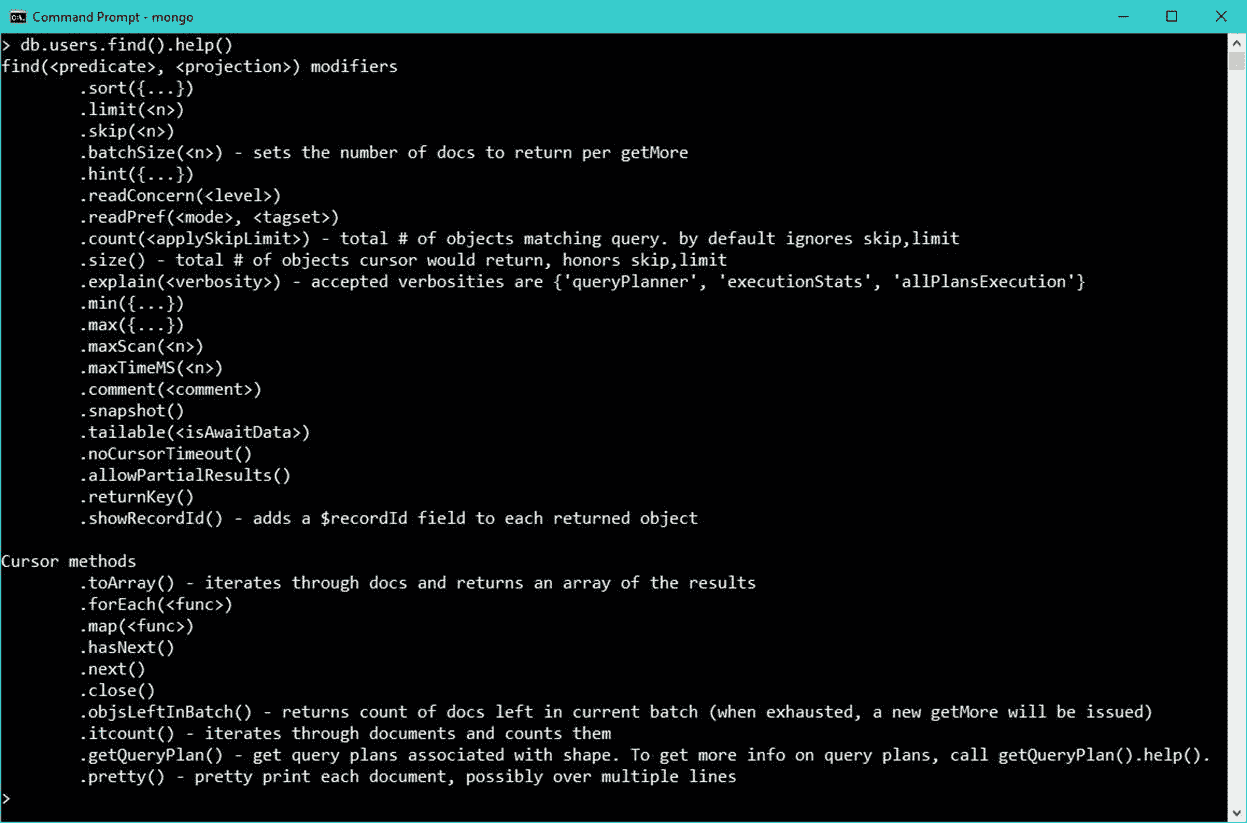 Command Prompt - mongo
> db.users.find().help()
find(<predicate>, <projection>) modifiers
.sort({...})
.limit(<n>)
.skip(<n>)
.batchSize(<n>) - sets the number of docs to return per getMore
.hint({...})
.readConcern(<level>)
.readPref(<mode>, <tagset>)
.count(<applySkipLimit>) - total # of objects matching query. by default ignores skip,limit
.size() - total # of objects cursor would return, honors skip,limit
.explain(<verbosity>) - accepted verbosities are {'queryPlanner', 'executionStats', 'allPlansExecution'}
.min({...})
.max({...})
.maxScan(<n>)
.maxTimeMS(<n>)
.comment(<comment>)
.snapshot()
.tailable(<isAwaitData>)
.noCursorTimeout()
.allowPartialResults()
.returnKey()
.showRecordId() - adds a $recordId field to each returned object
Cursor methods
.toArray() - iterates through docs and returns an array of the results
.forEach(<func>)
.map(<func>)
.hasNext()
.next()
.close()
.objsLeftInBatch() - returns count of docs left in current batch (when exhausted, a new getMore will be issued)
.itcount() - iterates through documents and counts them
.getQueryPlan() - get query plans associated with shape. To get more info on query plans, call getQueryPlan().help().
.pretty() - pretty print each document, possibly over multiple lines
>